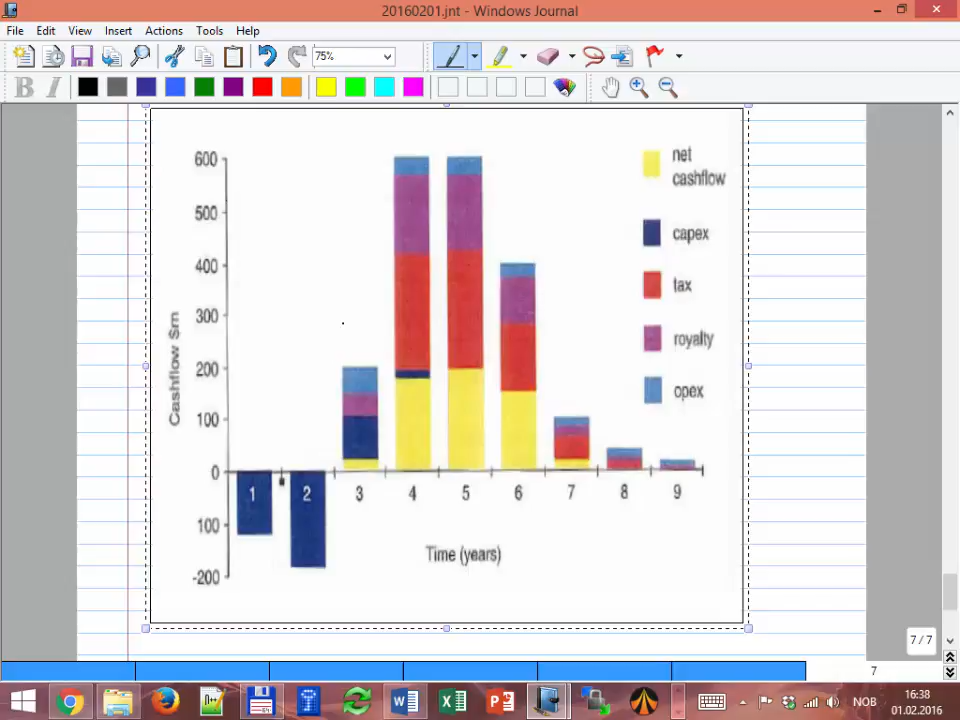 20160201.jnt - Windows Journal
File Edit View Insert Actions Tools Help
75%
B I
600
500
400
300
200
100
0
100
-200
Cashflow $m
1 2 3 4 5 6 7 8 9
Time (years)
net
cashflow
capex
tax
royalty
opex
7 / 7
7
NOB
16:38
01.02.2016